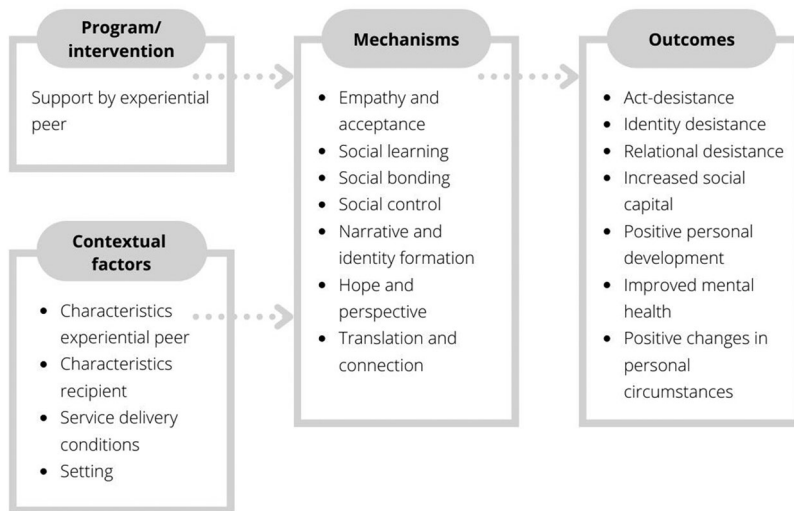 Program/
intervention
Support by experiential
peer
Contextual
factors
• Characteristics
experiential peer
• Characteristics
recipient
• Service delivery
conditions
• Setting
Mechanisms
• Empathy and
acceptance
• Social learning
• Social bonding
• Social control
• Narrative and
identity formation
• Hope and
perspective
• Translation and
connection
Outcomes
• Act-desistance
• Identity desistance
• Relational desistance
• Increased social
capital
• Positive personal
development
• Improved mental
health
• Positive changes in
personal
circumstances